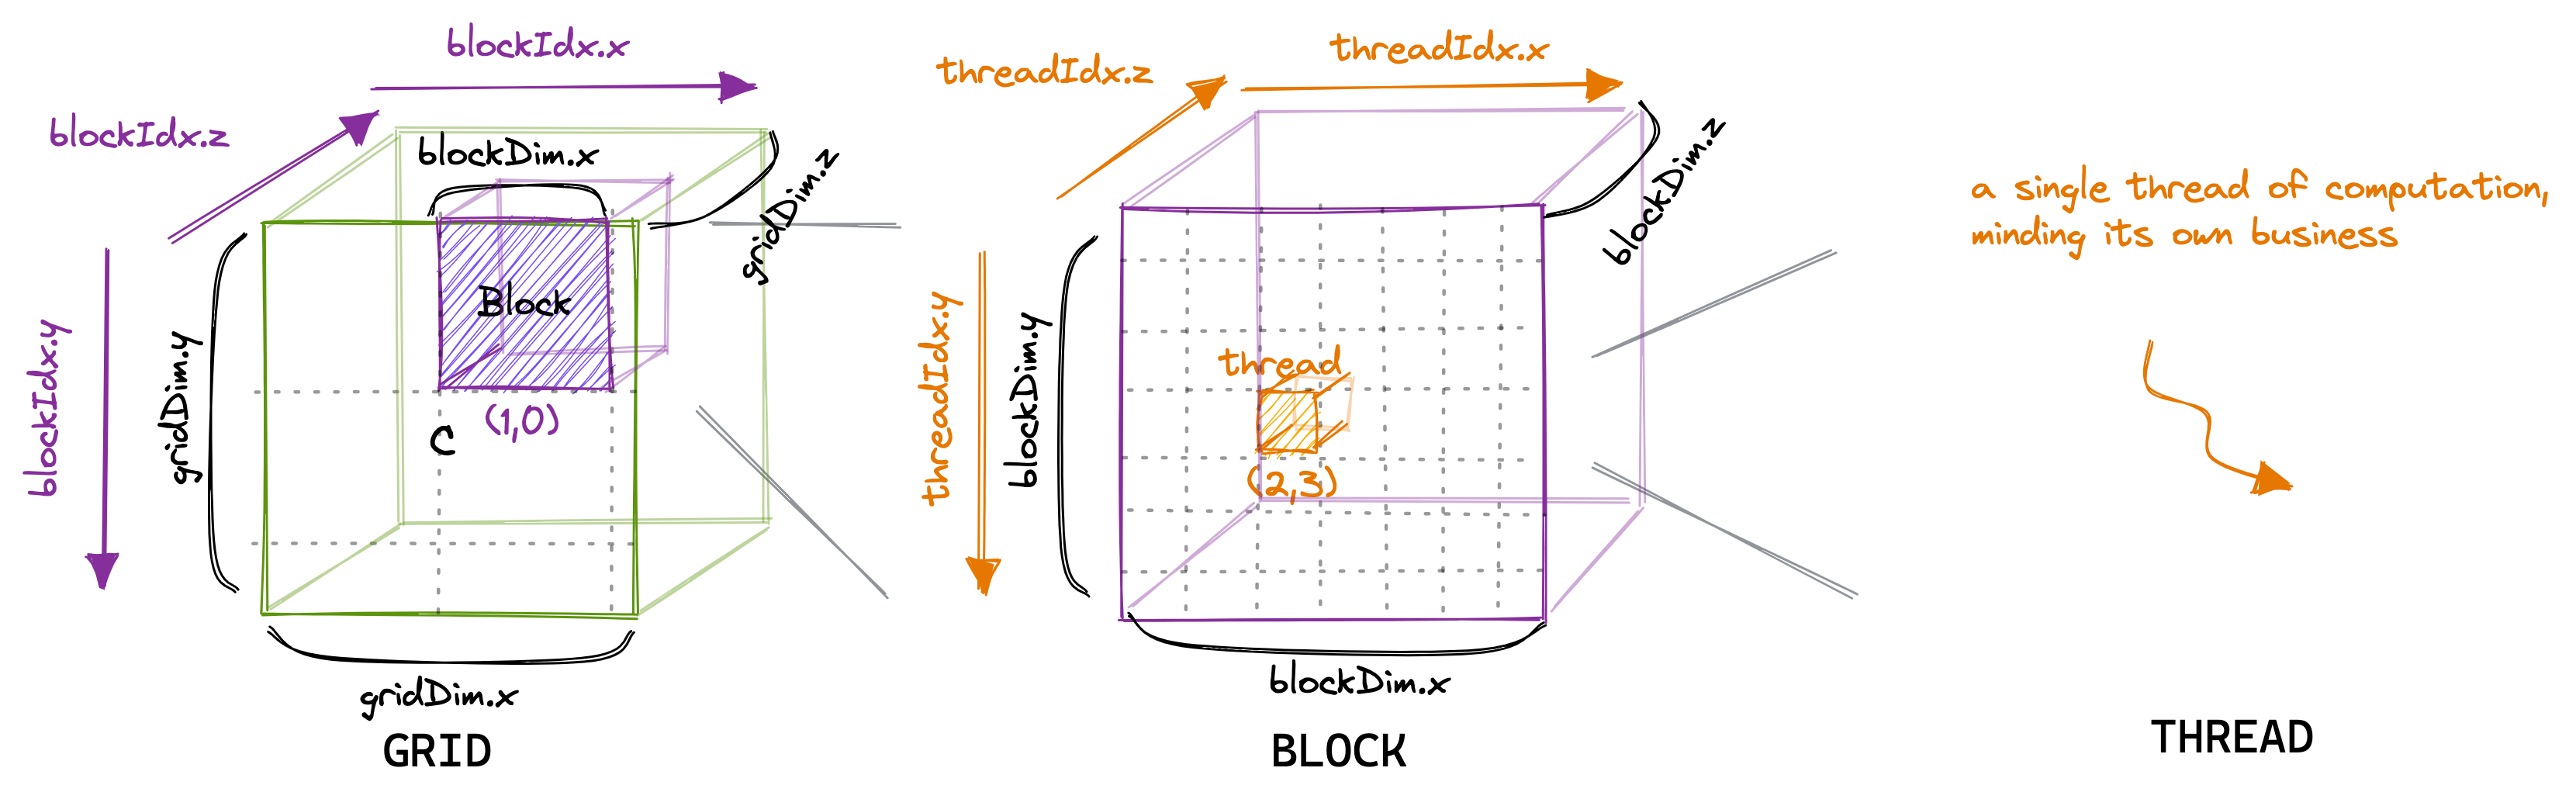 blockIdx.x
blockIdx.z
blockIdx.y
blockDim.x
gridDim.z
gridDim.y
Block
(1,0)
C
gridDim.x
GRID
threadIdx.z
threadIdx.x
threadIdx.y
blockDim.z
blockDim.y
thread
(2,3)
blockDim.x
BLOCK
a single thread of computation,
minding its own business
THREAD